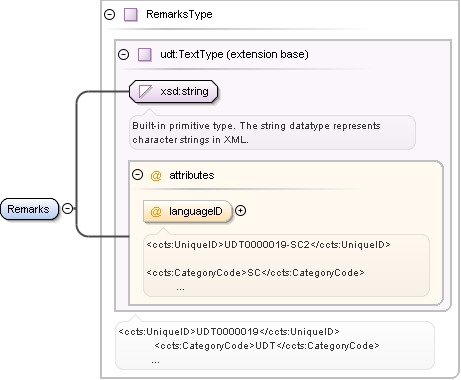 RemarksType
udt:TextType (extension base)
xsd:string
Built-in primitive type. The string datatype represents
character strings in XML.
@ attributes
Remarks
@ languageID
<ccts:UniqueID>UDT0000019-SC2</ccts:UniqueID>
<ccts:CategoryCode>SC</ccts:CategoryCode>
...
<ccts:UniqueID>UDT0000019</ccts:UniqueID>
<ccts:CategoryCode>UDT</ccts:CategoryCode>
...